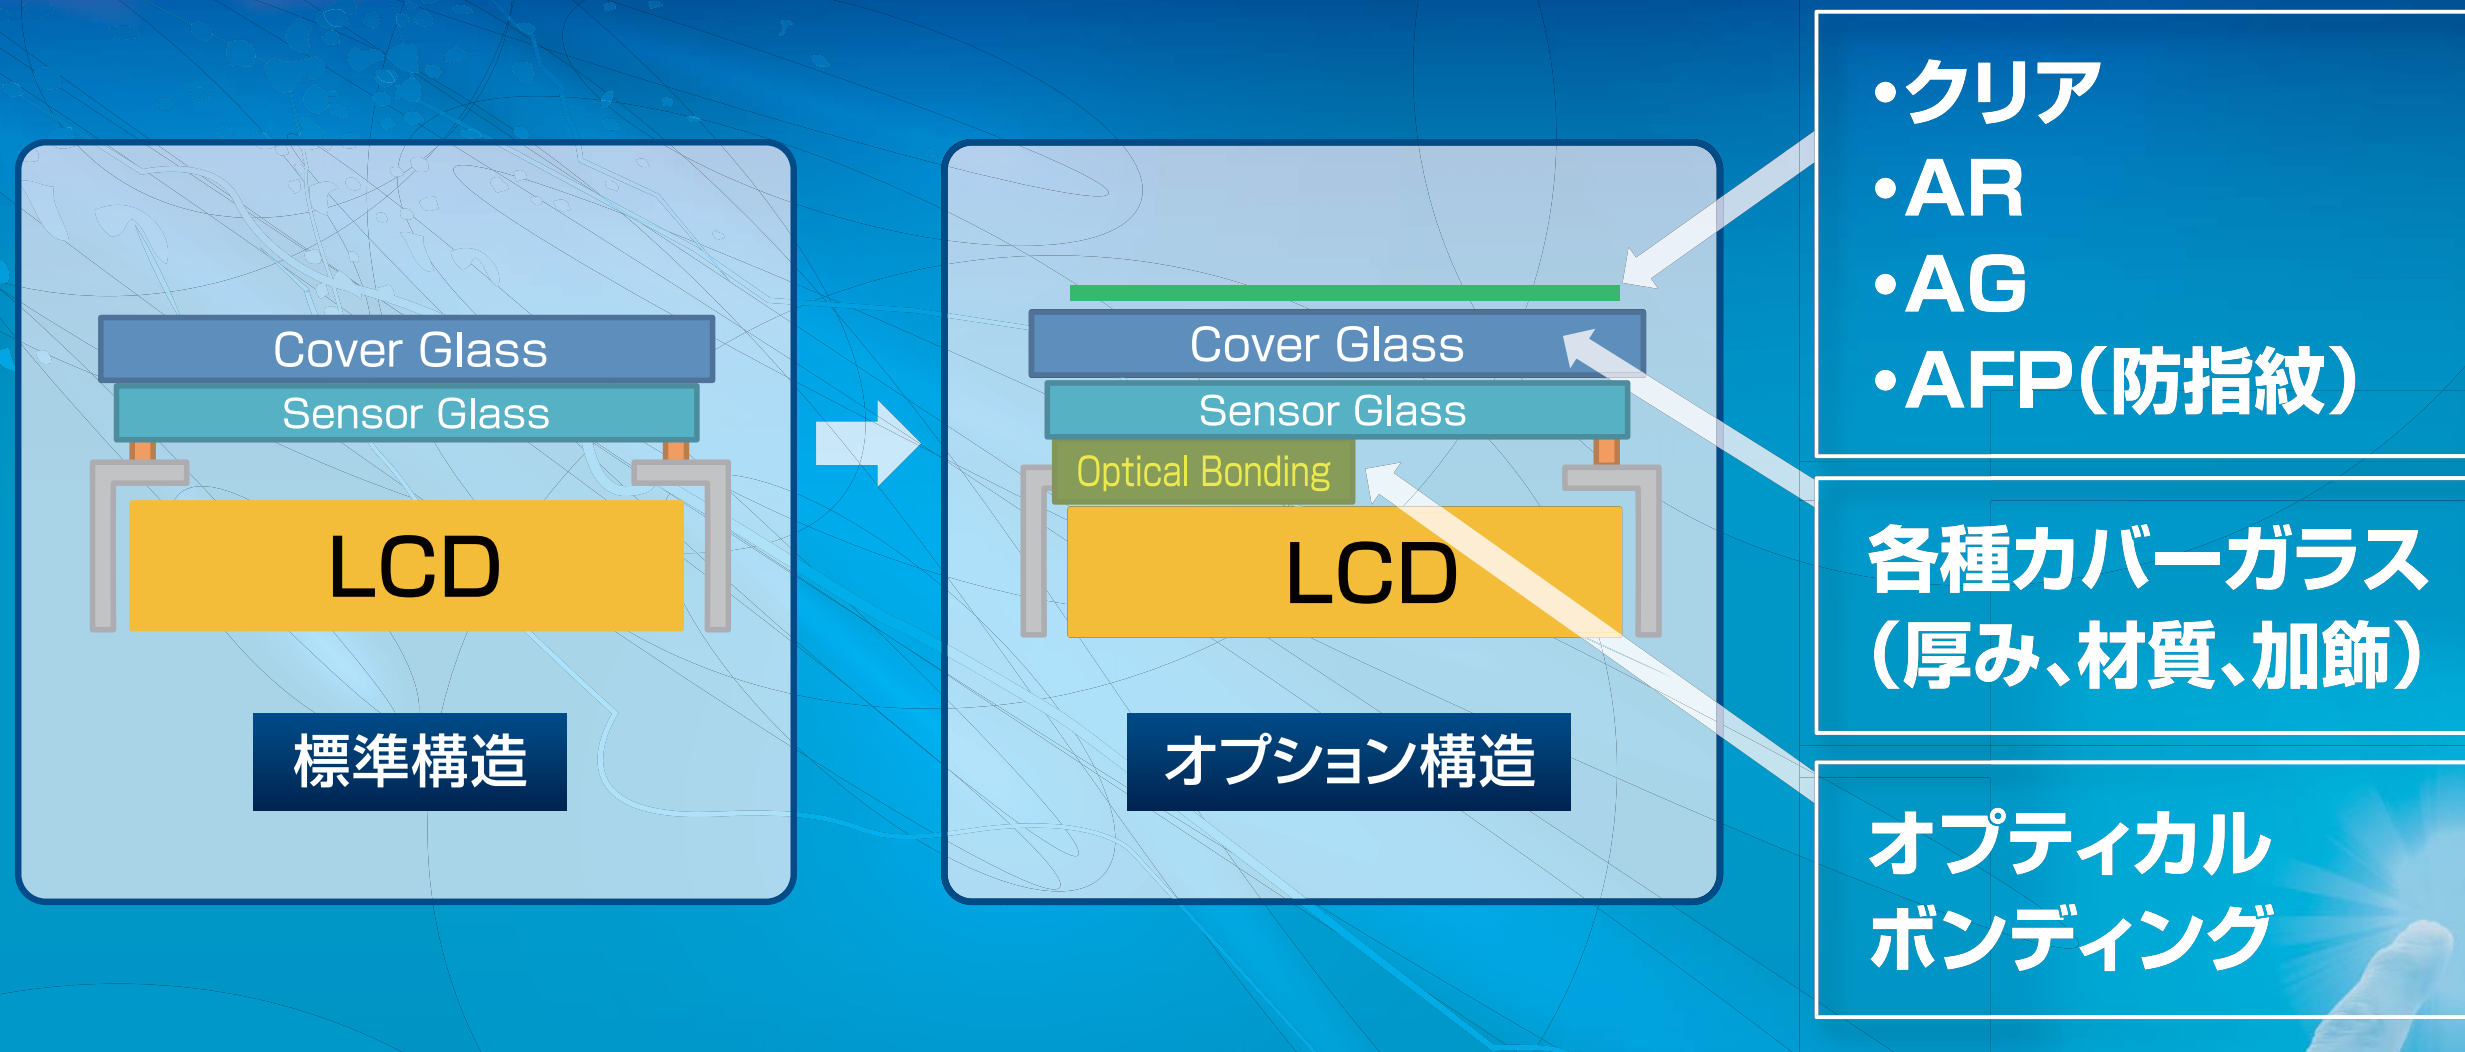 Cover Glass
Sensor Glass
LCD
標準構造
Cover Glass
Sensor Glass
Optical Bonding
LCD
オプション構造
•クリア
•AR
•AG
•AFP(防指紋)
各種カバーガラス
(厚み、材質、加飾)
オプティカル
ボンディング